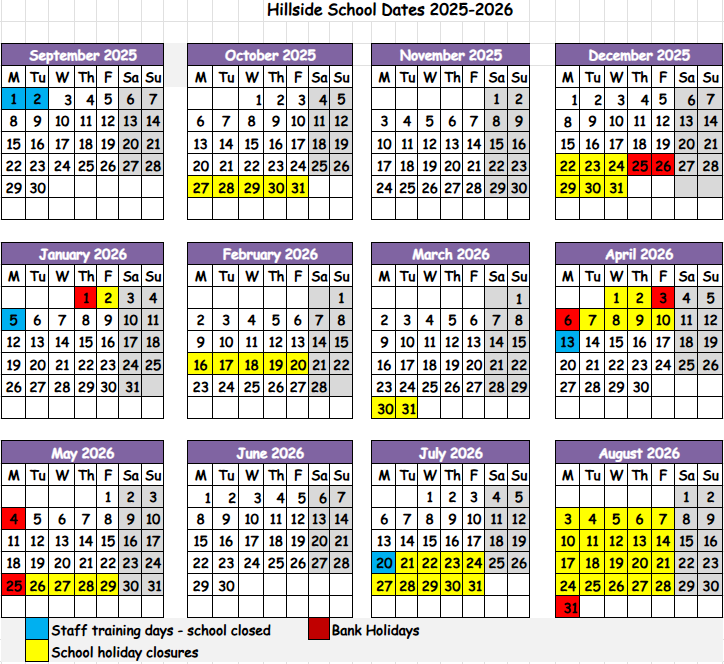 Hillside School Dates 2025-2026
September 2025
M Tu W Th F Sa Su
1 2 3 4 5 6 7
8 9 10 11 12 13 14
15 16 17 18 19 20 21
22 23 24 25 26 27 28
29 30
October 2025
M Tu W Th F Sa Su
1 2 3 4 5
6 7 8 9 10 11 12
13 14 15 16 17 18 19
20 21 22 23 24 25 26
27 28 29 30 31
November 2025
M Tu W Th F Sa Su
1 2
3 4 5 6 7 8 9
10 11 12 13 14 15 16
17 18 19 20 21 22 23
24 25 26 27 28 29 30
December 2025
M Tu W Th F Sa Su
1 2 3 4 5 6 7
8 9 10 11 12 13 14
15 16 17 18 19 20 21
22 23 24 25 26 27 28
29 30 31
January 2026
M Tu W Th F Sa Su
1 2 3 4
5 6 7 8 9 10 11
12 13 14 15 16 17 18
19 20 21 22 23 24 25
26 27 28 29 30 31
February 2026
M Tu W Th F Sa Su
1
2 3 4 5 6 7 8
9 10 11 12 13 14 15
16 17 18 19 20 21 22
23 24 25 26 27 28
March 2026
M Tu W Th F Sa Su
1
2 3 4 5 6 7 8
9 10 11 12 13 14 15
16 17 18 19 20 21 22
23 24 25 26 27 28 29
30 31
April 2026
M Tu W Th F Sa Su
1 2 3 4 5
6 7 8 9 10 11 12
13 14 15 16 17 18 19
20 21 22 23 24 25 26
27 28 29 30
May 2026
M Tu W Th F Sa Su
1 2 3
4 5 6 7 8 9 10
11 12 13 14 15 16 17
18 19 20 21 22 23 24
25 26 27 28 29 30 31
June 2026
M Tu W Th F Sa Su
1 2 3 4 5 6 7
8 9 10 11 12 13 14
15 16 17 18 19 20 21
22 23 24 25 26 27 28
29 30
July 2026
M Tu W Th F Sa Su
1 2 3 4 5
6 7 8 9 10 11 12
13 14 15 16 17 18 19
20 21 22 23 24 25 26
27 28 29 30 31
August 2026
M Tu W Th F Sa Su
1 2
3 4 5 6 7 8 9
10 11 12 13 14 15 16
17 18 19 20 21 22 23
24 25 26 27 28 29 30
31
Staff training days - school closed
Bank Holidays
School holiday closures